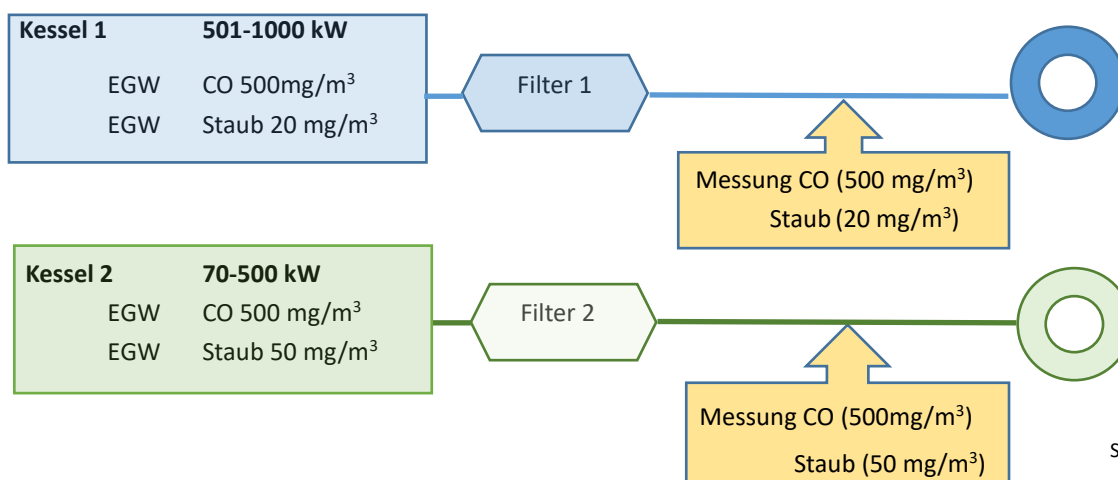 Kessel 1 501-1000 kW
EGW CO 500mg/m³
EGW Staub 20 mg/m³
Filter 1
Messung CO (500 mg/m³)
Staub (20 mg/m³)
Kessel 2 70-500 kW
EGW CO 500 mg/m³
EGW Staub 50 mg/m³
Filter 2
Messung CO (500mg/m³)
Staub (50 mg/m³)
S